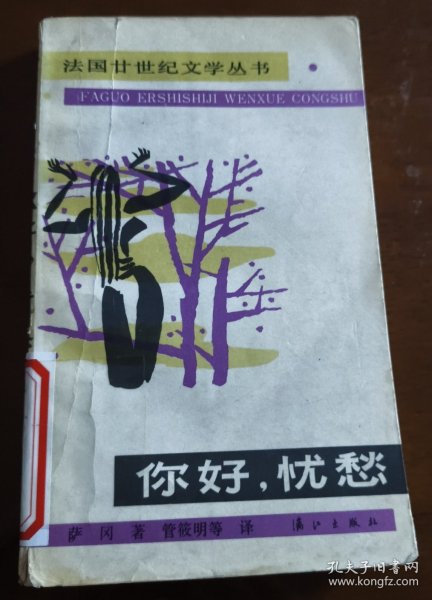 法国廿世纪文学丛书
FAGUO ERSHISHIJI WENXUE CONGSHU
你好,忧愁
萨冈著 管筱明等 译 漓江出版社
孔夫子旧书网
www.kongfz.com